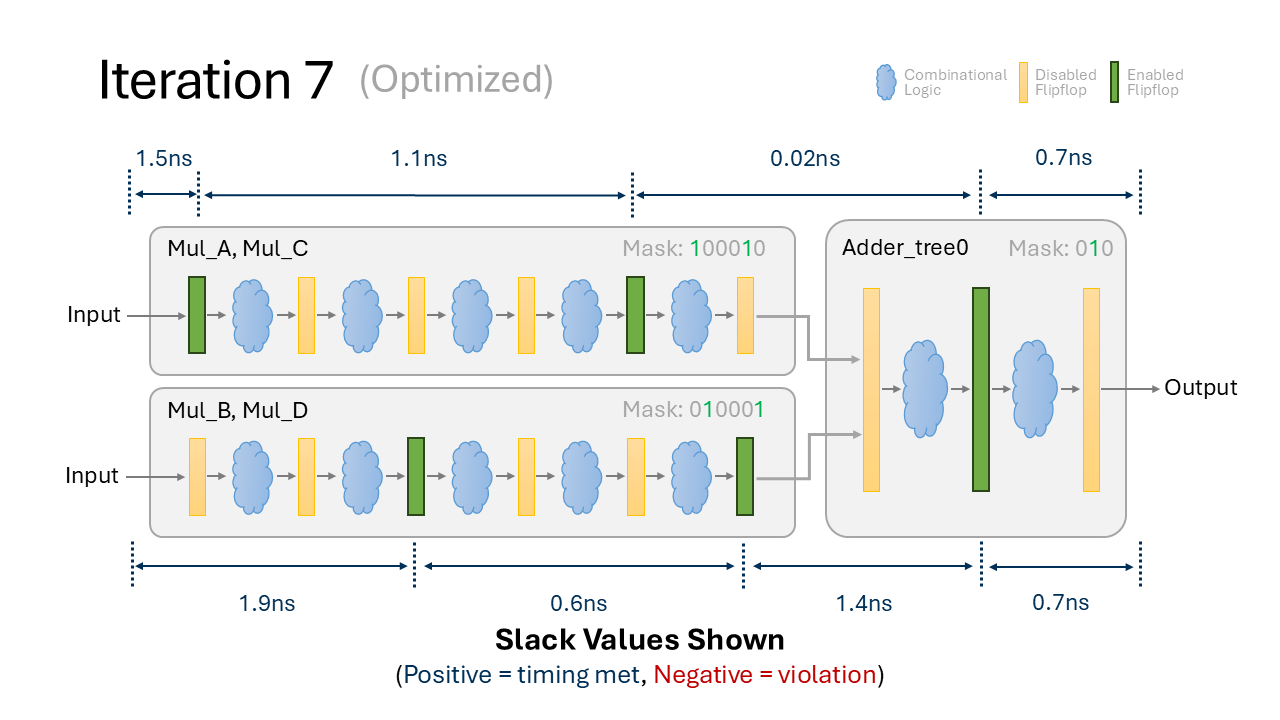 Iteration 7 (Optimized)
Combinational
Logic
Disabled
Flipflop
Enabled
Flipflop
1.5ns
1.1ns
0.02ns
0.7ns
Mul_A, Mul_C
Mask: 100010
Adder_tree0
Mask: 010
Input
Mul_B, Mul_D
Mask: 010001
Output
Input
1.9ns
0.6ns
1.4ns
0.7ns
Slack Values Shown
(Positive = timing met, Negative = violation)